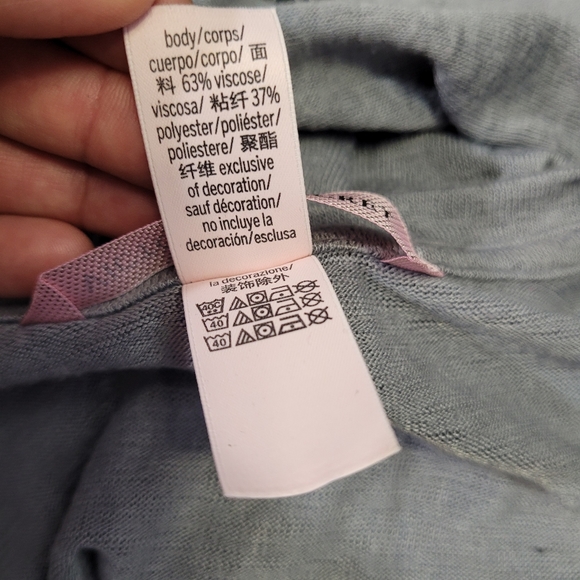 body/corps/
cuerpo/corpo/ 面
料 63% viscose/
viscosa/ 粘纤 37%
polyester/poliéster/
poliestere/ 聚酯
纤维 exclusive
of decoration/
sauf décoration/
no incluye la
decoración/esclusa
la decorazione/
装饰除外
40C
40
40